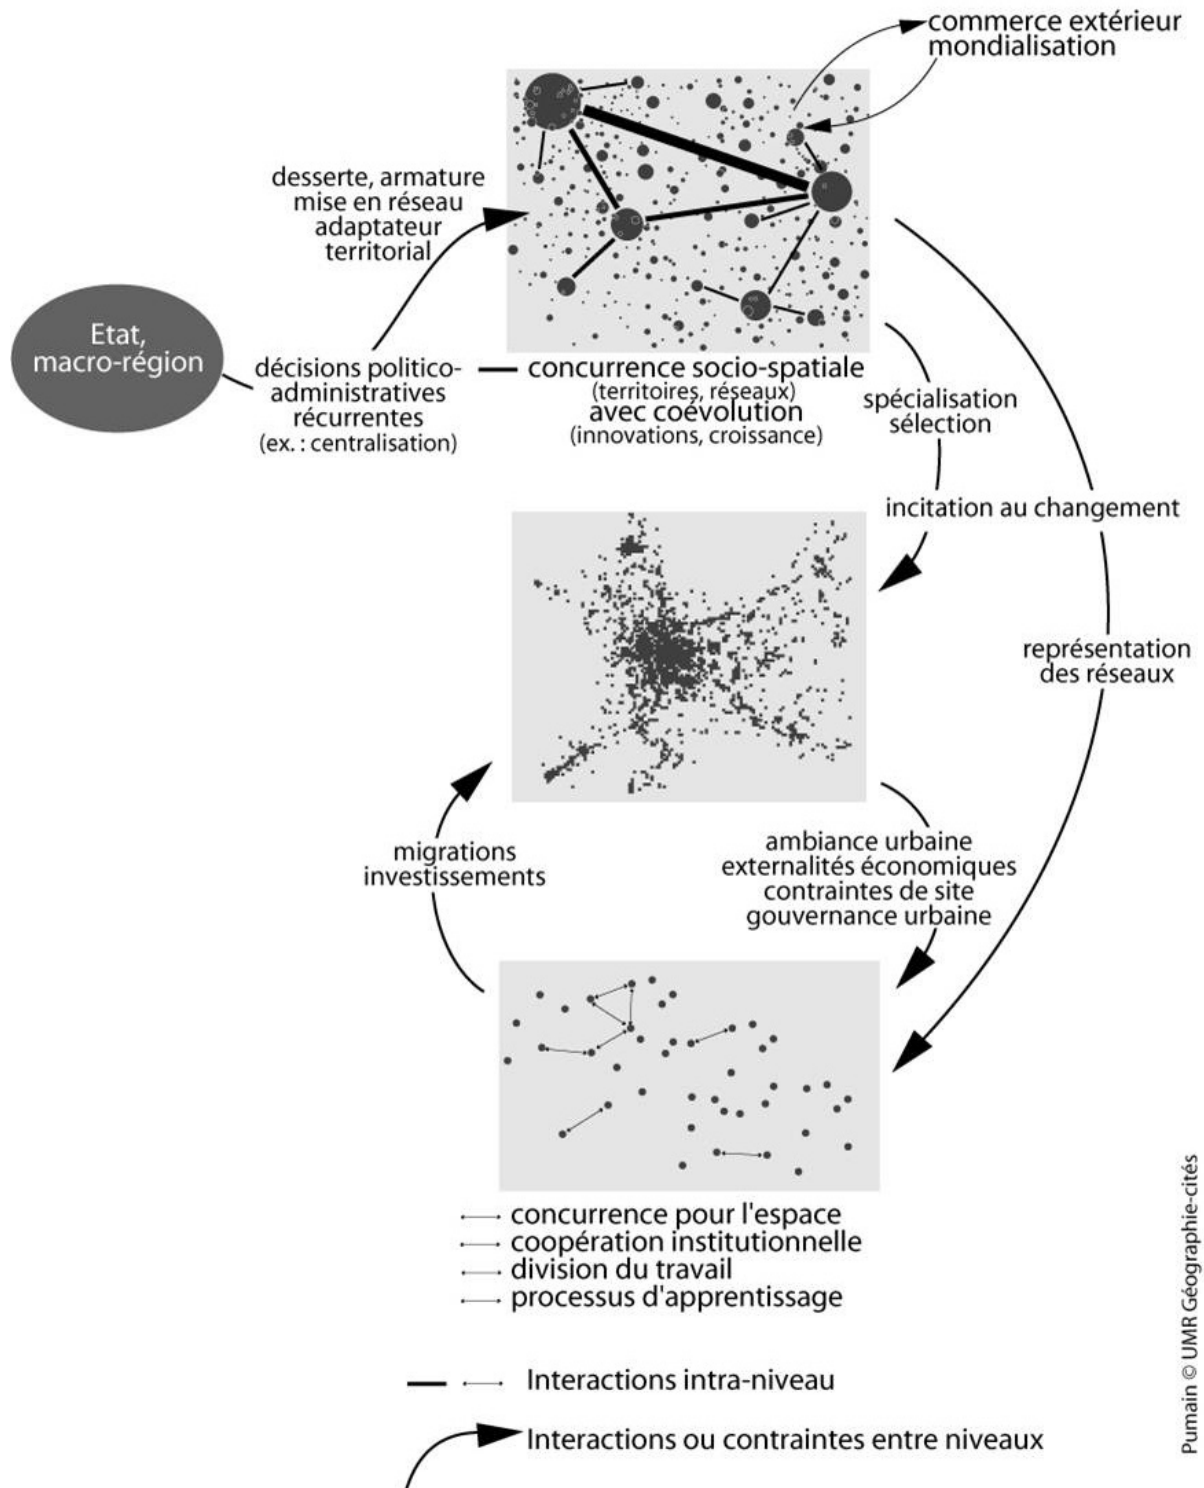 commerce extérieur
mondialisation
desserte, armature
mise en réseau
adaptateur
territorial
Etat,
macro-région
décisions politico-
administratives
récurrentes
(ex. : centralisation)
concurrence socio-spatiale
(territoires, réseaux)
avec coévolution
(innovations, croissance)
spécialisation
sélection
incitation au changement
représentation
des réseaux
migrations
investissements
ambiance urbaine
externalités économiques
contraintes de site
gouvernance urbaine
concurrence pour l'espace
coopération institutionnelle
division du travail
processus d'apprentissage
Interactions intra-niveau
Interactions ou contraintes entre niveaux
Pumain © UMR Géographie-cités